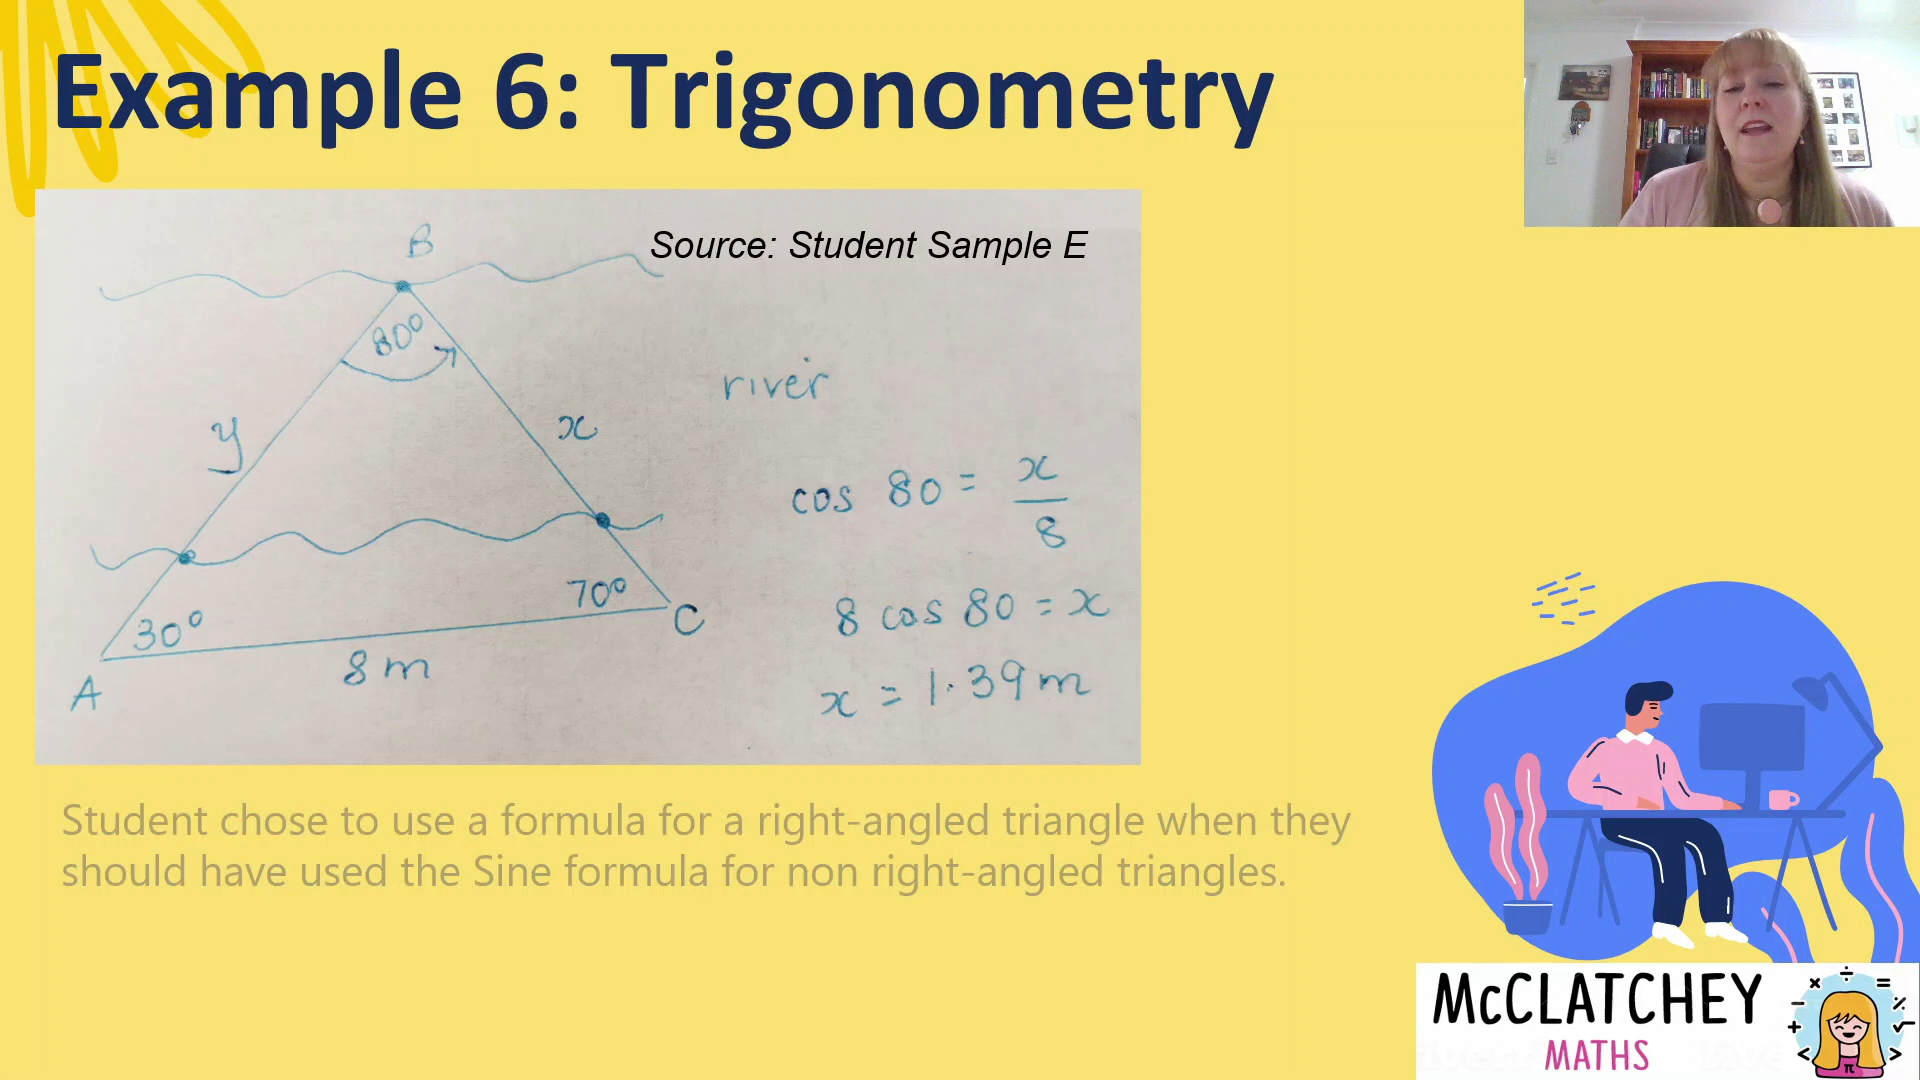 Example 6: Trigonometry
Source: Student Sample E
B
80°
river
y
x
cos 80 = x/8
70°
8 cos 80 = x
30°
C
8 m
A
x = 1.39 m
Student chose to use a formula for a right-angled triangle when they
should have used the Sine formula for non right-angled triangles.
McCLATCHEY
MATHS